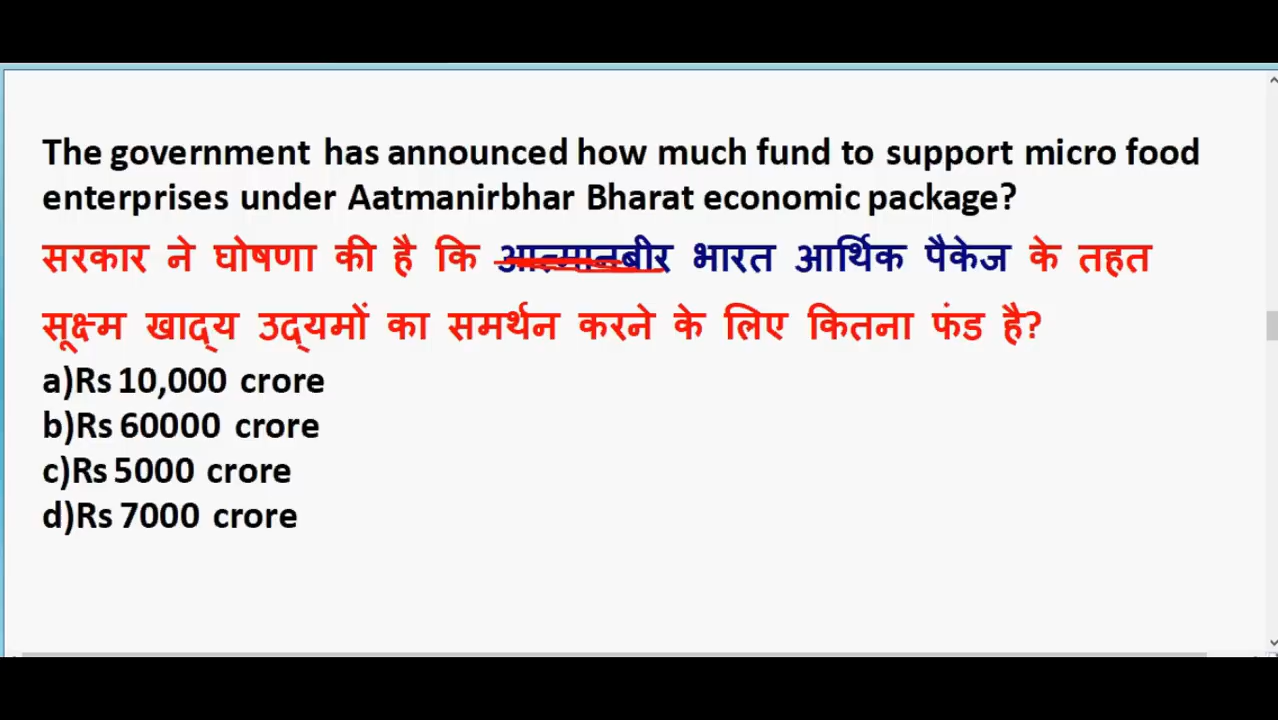 The government has announced how much fund to support micro food
enterprises under Aatmanirbhar Bharat economic package?
सरकार ने घोषणा की है कि आत्मानबीर भारत आर्थिक पैकेज के तहत
सूक्ष्म खाद्य उद्यमों का समर्थन करने के लिए कितना फंड है?
a)Rs 10,000 crore
b)Rs 60000 crore
c)Rs 5000 crore
d)Rs 7000 crore